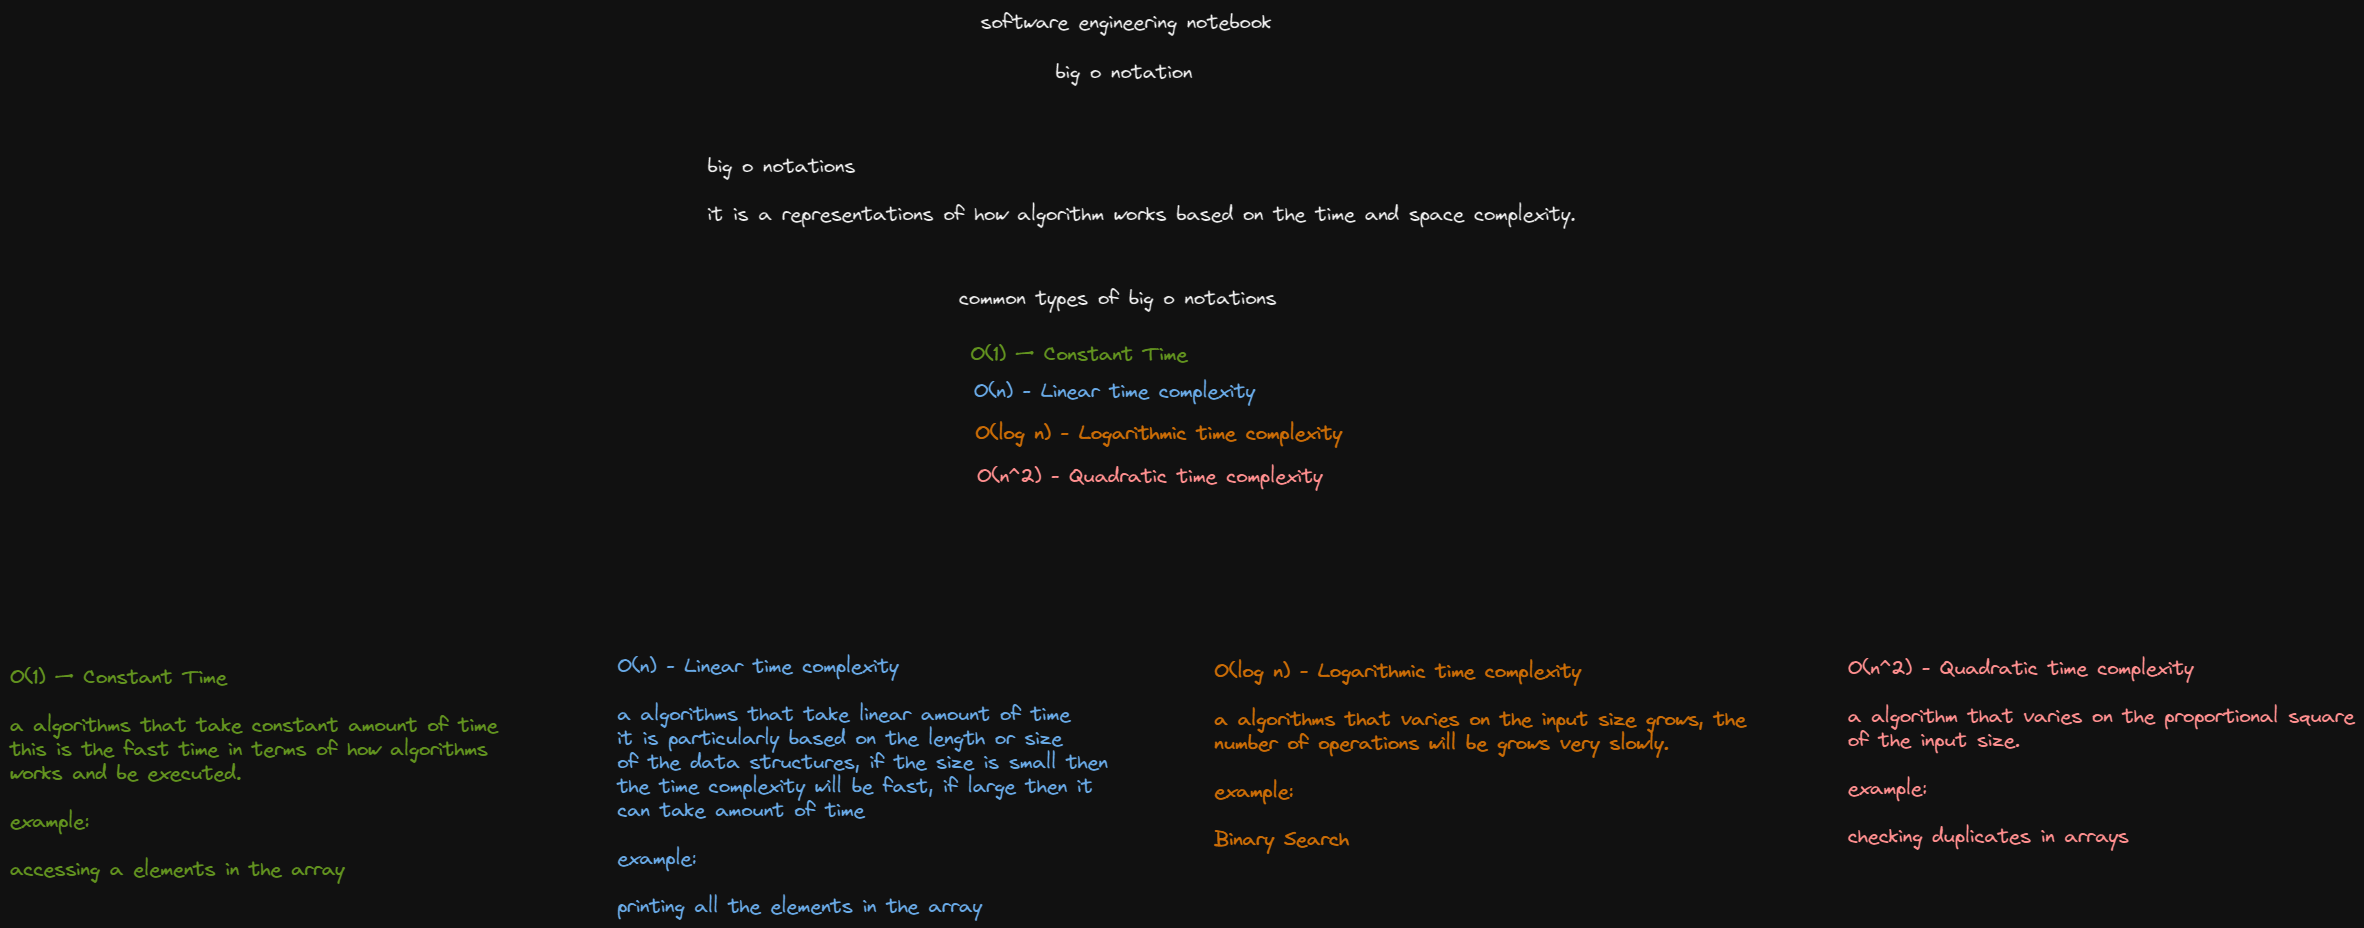 software engineering notebook
big o notation
big o notations
it is a representations of how algorithm works based on the time and space complexity.
common types of big o notations
O(1) — Constant Time
O(n) - Linear time complexity
O(log n) - Logarithmic time complexity
O(n^2) - Quadratic time complexity
O(1) — Constant Time
a algorithms that take constant amount of time
this is the fast time in terms of how algorithms
works and be executed.
example:
accessing a elements in the array
O(n) - Linear time complexity
a algorithms that take linear amount of time
it is particularly based on the length or size
of the data structures, if the size is small then
the time complexity will be fast, if large then it
can take amount of time
example:
printing all the elements in the array
O(log n) - Logarithmic time complexity
a algorithms that varies on the input size grows, the
number of operations will be grows very slowly.
example:
Binary Search
O(n^2) - Quadratic time complexity
a algorithm that varies on the proportional square
of the input size.
example:
checking duplicates in arrays